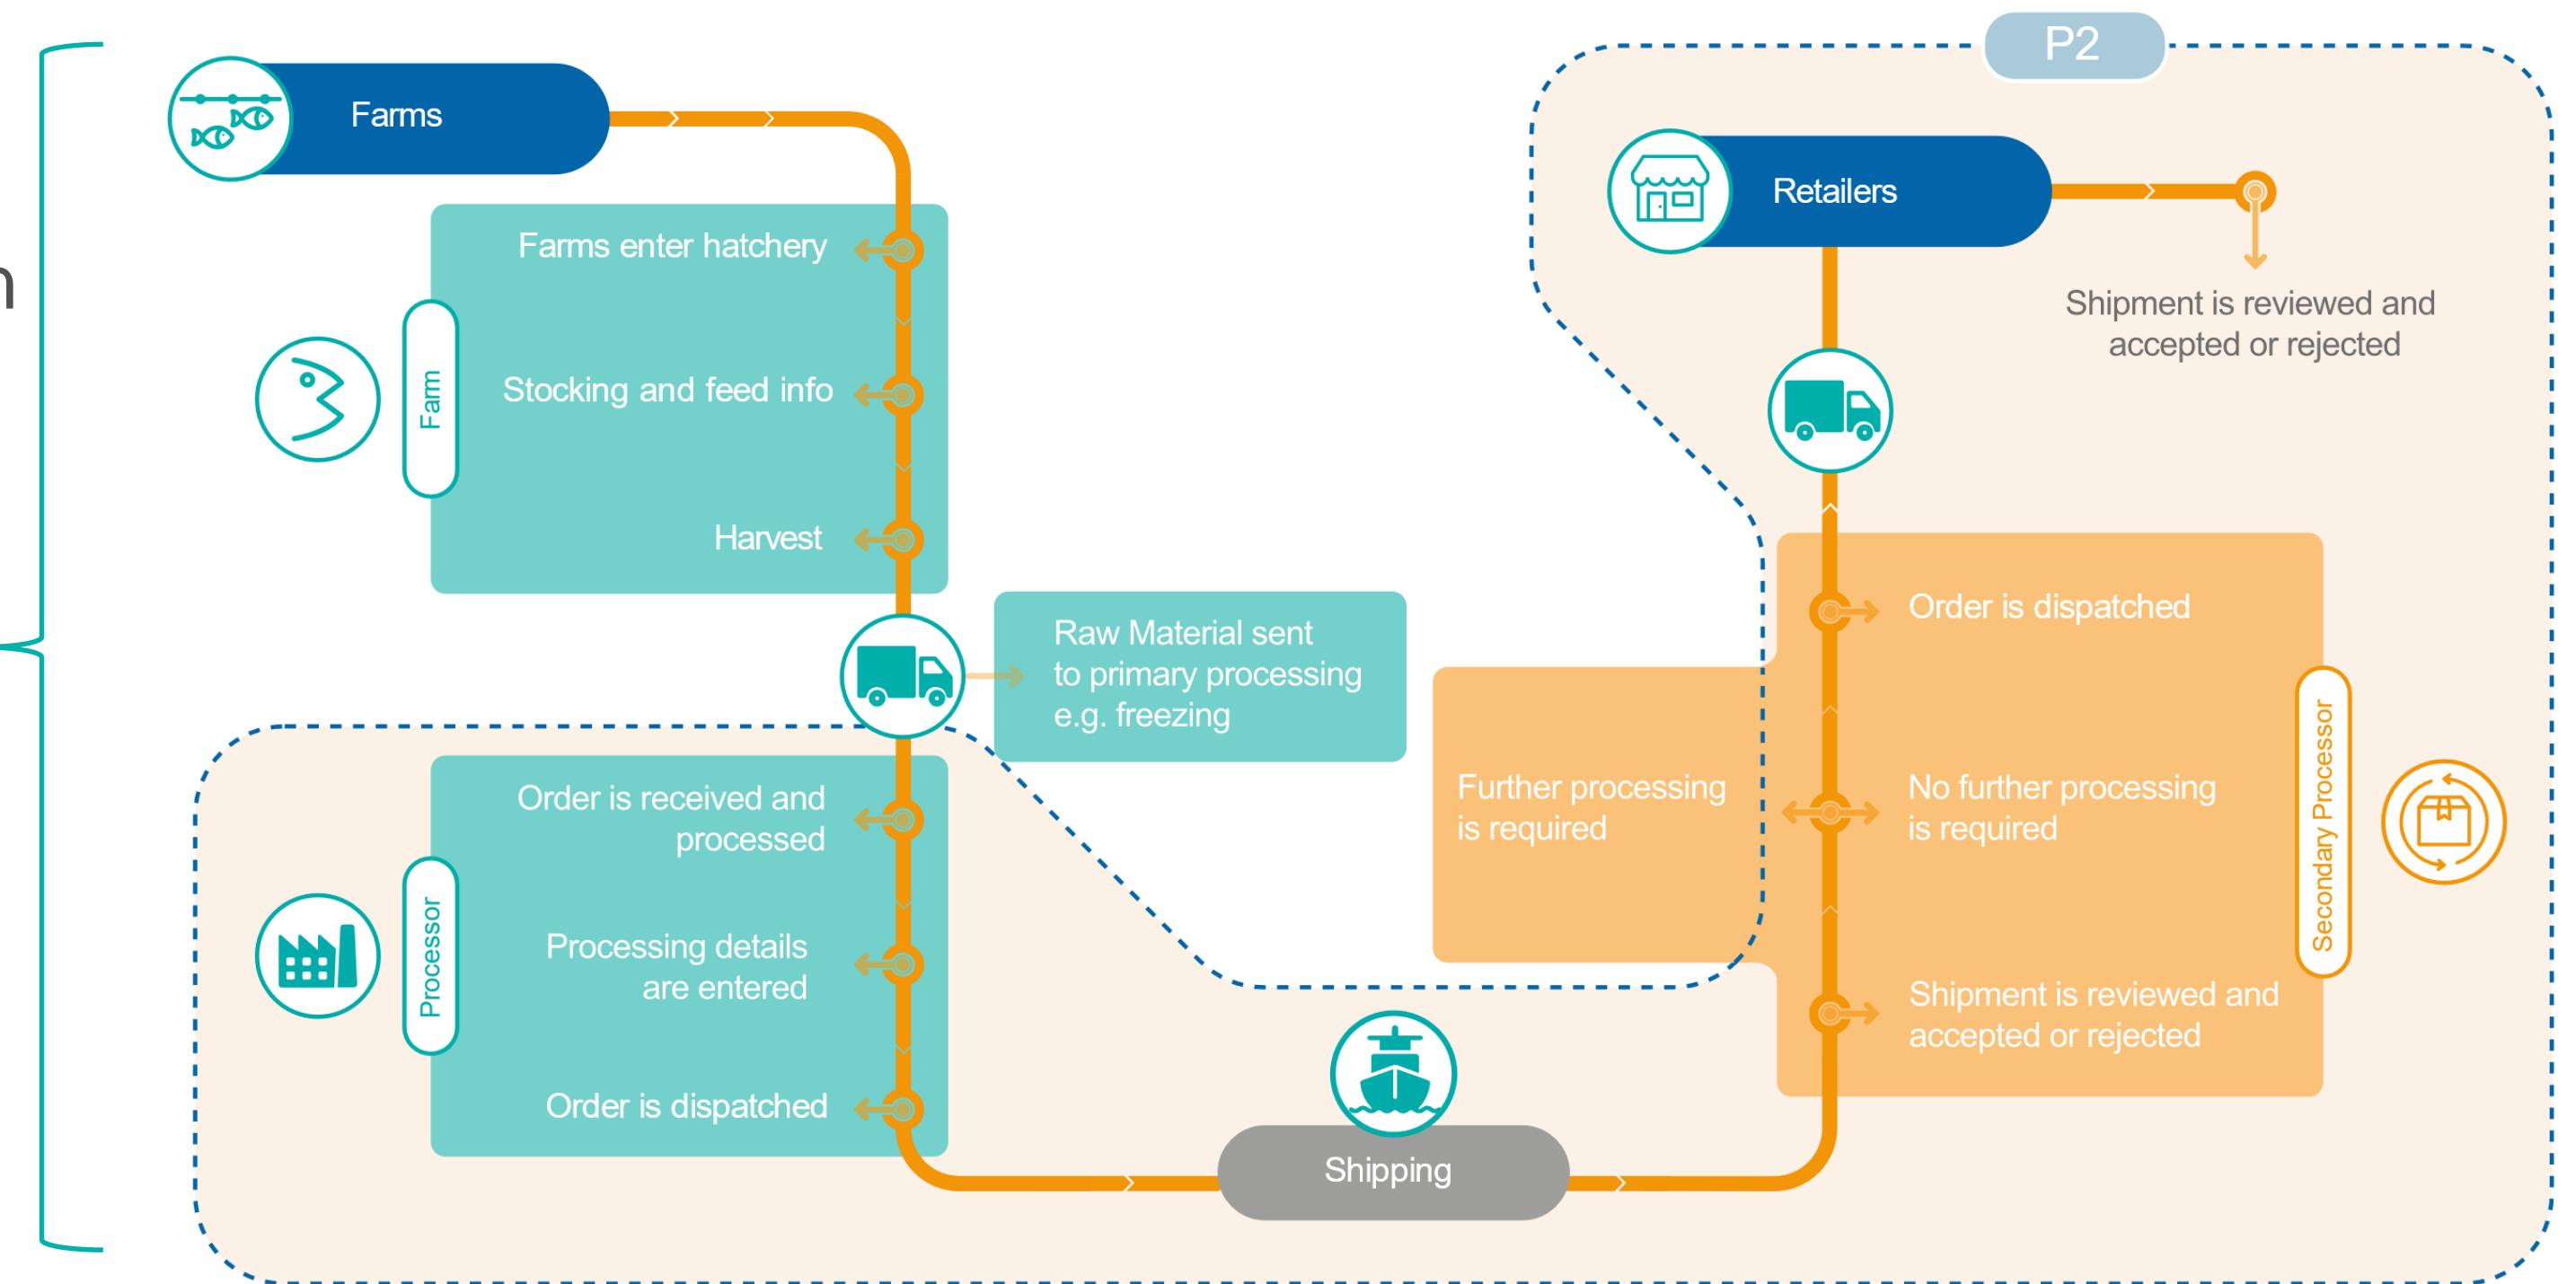 Farms
Farms enter hatchery
Stocking and feed info
Harvest
Farm
Raw Material sent
to primary processing
e.g. freezing
Order is received and
processed
Processing details
are entered
Order is dispatched
Processor
Shipping
P2
Retailers
Shipment is reviewed and
accepted or rejected
Order is dispatched
Further processing
is required
No further processing
is required
Shipment is reviewed and
accepted or rejected
Secondary Processor